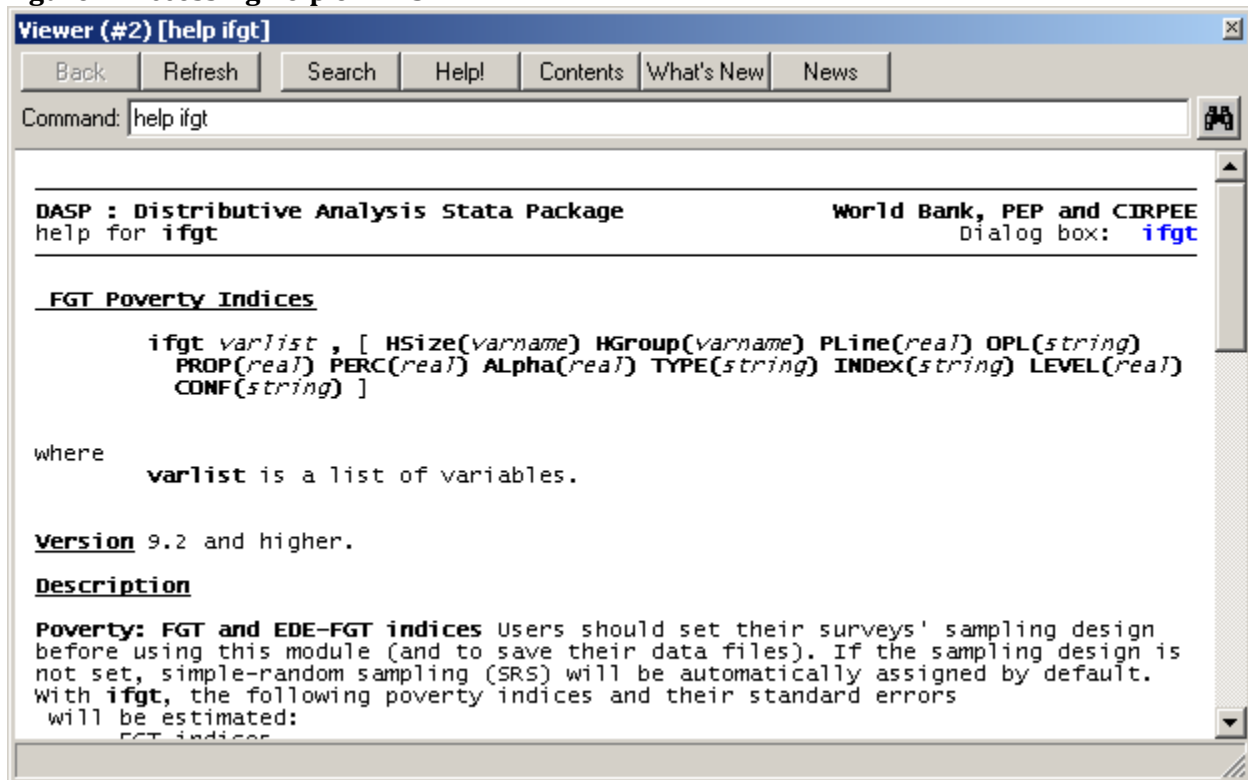 Viewer (#2) [help ifgt]
Back Refresh Search Help! Contents What's New News
Command: help ifgt
DASP : Distributive Analysis Stata Package World Bank, PEP and CIRPEE
help for ifgt Dialog box: ifgt
FGT Poverty Indices
ifgt varlist , [ HSize(varname) HGroup(varname) PLine(real) OPL(string)
PROP(real) PERC(real) ALpha(real) TYPE(string) INDex(string) LEVEL(real)
CONF(string) ]
where
varlist is a list of variables.
Version 9.2 and higher.
Description
Poverty: FGT and EDE-FGT indices Users should set their surveys' sampling design
before using this module (and to save their data files). If the sampling design is
not set, simple-random sampling (SRS) will be automatically assigned by default.
With ifgt, the following poverty indices and their standard errors
will be estimated:
FGT indices